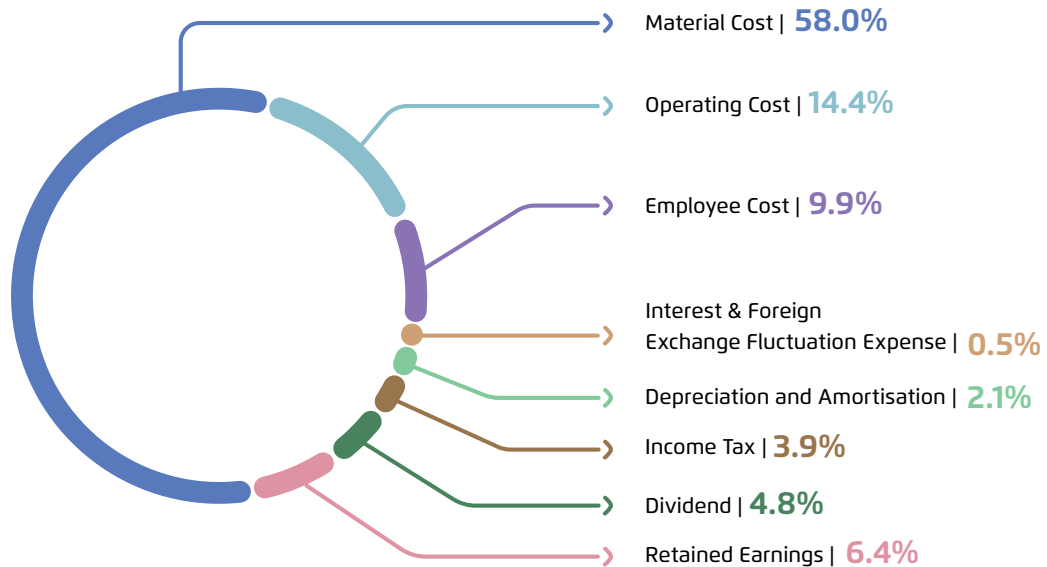 Material Cost | 58.0%
Operating Cost | 14.4%
Employee Cost | 9.9%
Interest & Foreign
Exchange Fluctuation Expense | 0.5%
Depreciation and Amortisation | 2.1%
Income Tax | 3.9%
Dividend | 4.8%
Retained Earnings | 6.4%